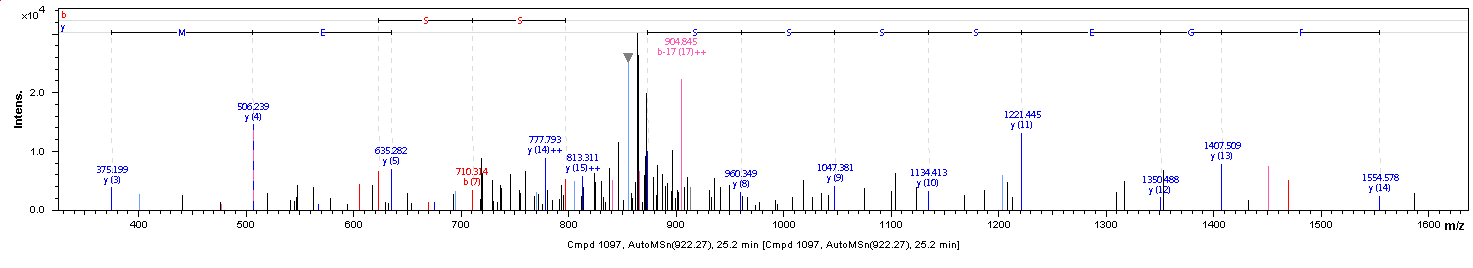 ×10⁴
b
y
S S
M E S S S S E G F
904.845
b-17 (17)++
Intens.
2.0
1.0
0.0
375.199
y (3)
506.239
y (4)
635.282
y (5)
710.314
b (7)
777.793
y (14)++
813.311
y (15)++
960.349
y (8)
1047.381
y (9)
1134.413
y (10)
1221.445
y (11)
1350.488
y (12)
1407.509
y (13)
1554.578
y (14)
400 500 600 700 800 900 1000 1100 1200 1300 1400 1500 1600 m/z
Cmpd 1097, AutoMSn(922.27), 25.2 min [Cmpd 1097, AutoMSn(922.27), 25.2 min]